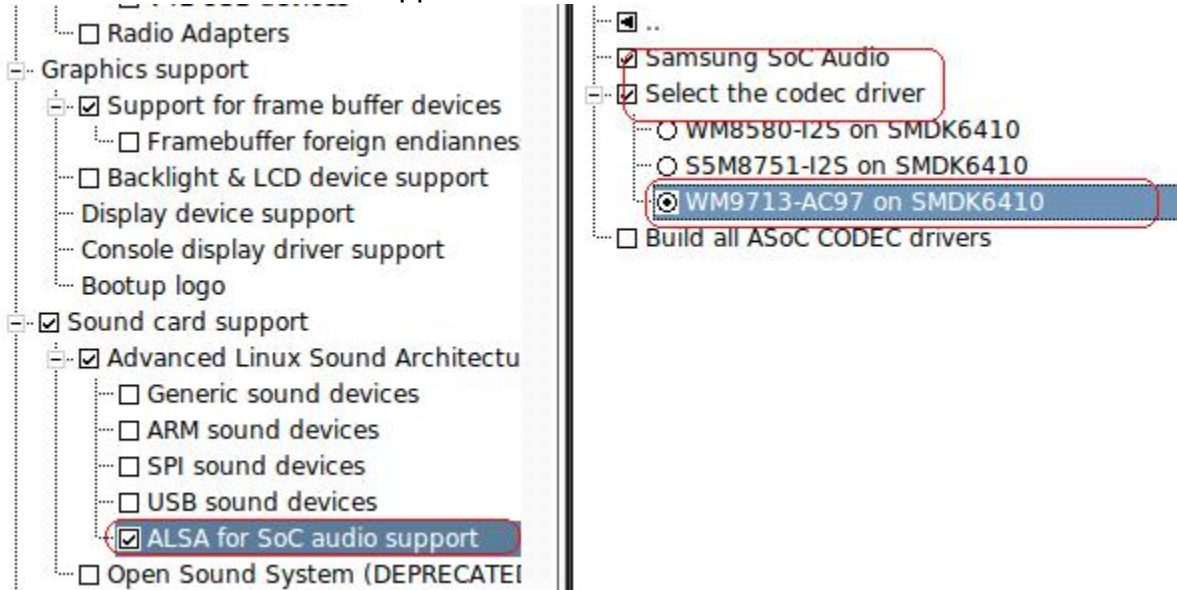 Radio Adapters
Graphics support
Support for frame buffer devices
Framebuffer foreign endiannes
Backlight & LCD device support
Display device support
Console display driver support
Bootup logo
Sound card support
Advanced Linux Sound Architectu
Generic sound devices
ARM sound devices
SPI sound devices
USB sound devices
ALSA for SoC audio support
Open Sound System (DEPRECATE
..
Samsung SoC Audio
Select the codec driver
WM8580-I2S on SMDK6410
S5M8751-I2S on SMDK6410
WM9713-AC97 on SMDK6410
Build all ASoC CODEC drivers